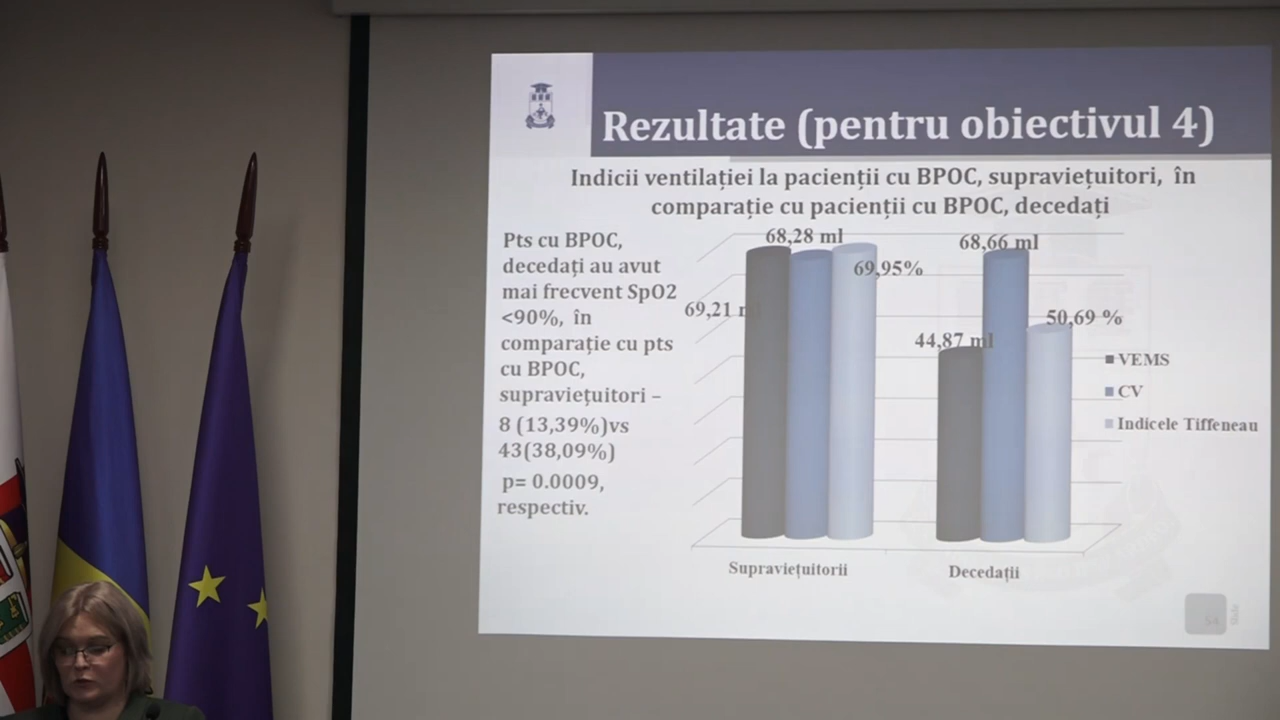 Rezultate (pentru obiectivul 4)
Indicii ventilației la pacienții cu BPOC, supraviețuitori, în
comparație cu pacienții cu BPOC, decedați
Pts cu BPOC,
decedați au avut
mai frecvent SpO2
<90%, în
comparație cu pts
cu BPOC,
supraviețuitori –
8 (13,39%)vs
43(38,09%)
p= 0.0009,
respectiv.
68,28 ml
69,95%
69,21 m
68,66 ml
50,69 %
44,87 ml
VEMS
CV
Indicele Tiffeneau
Supraviețuitorii
Decedații
54
Slide